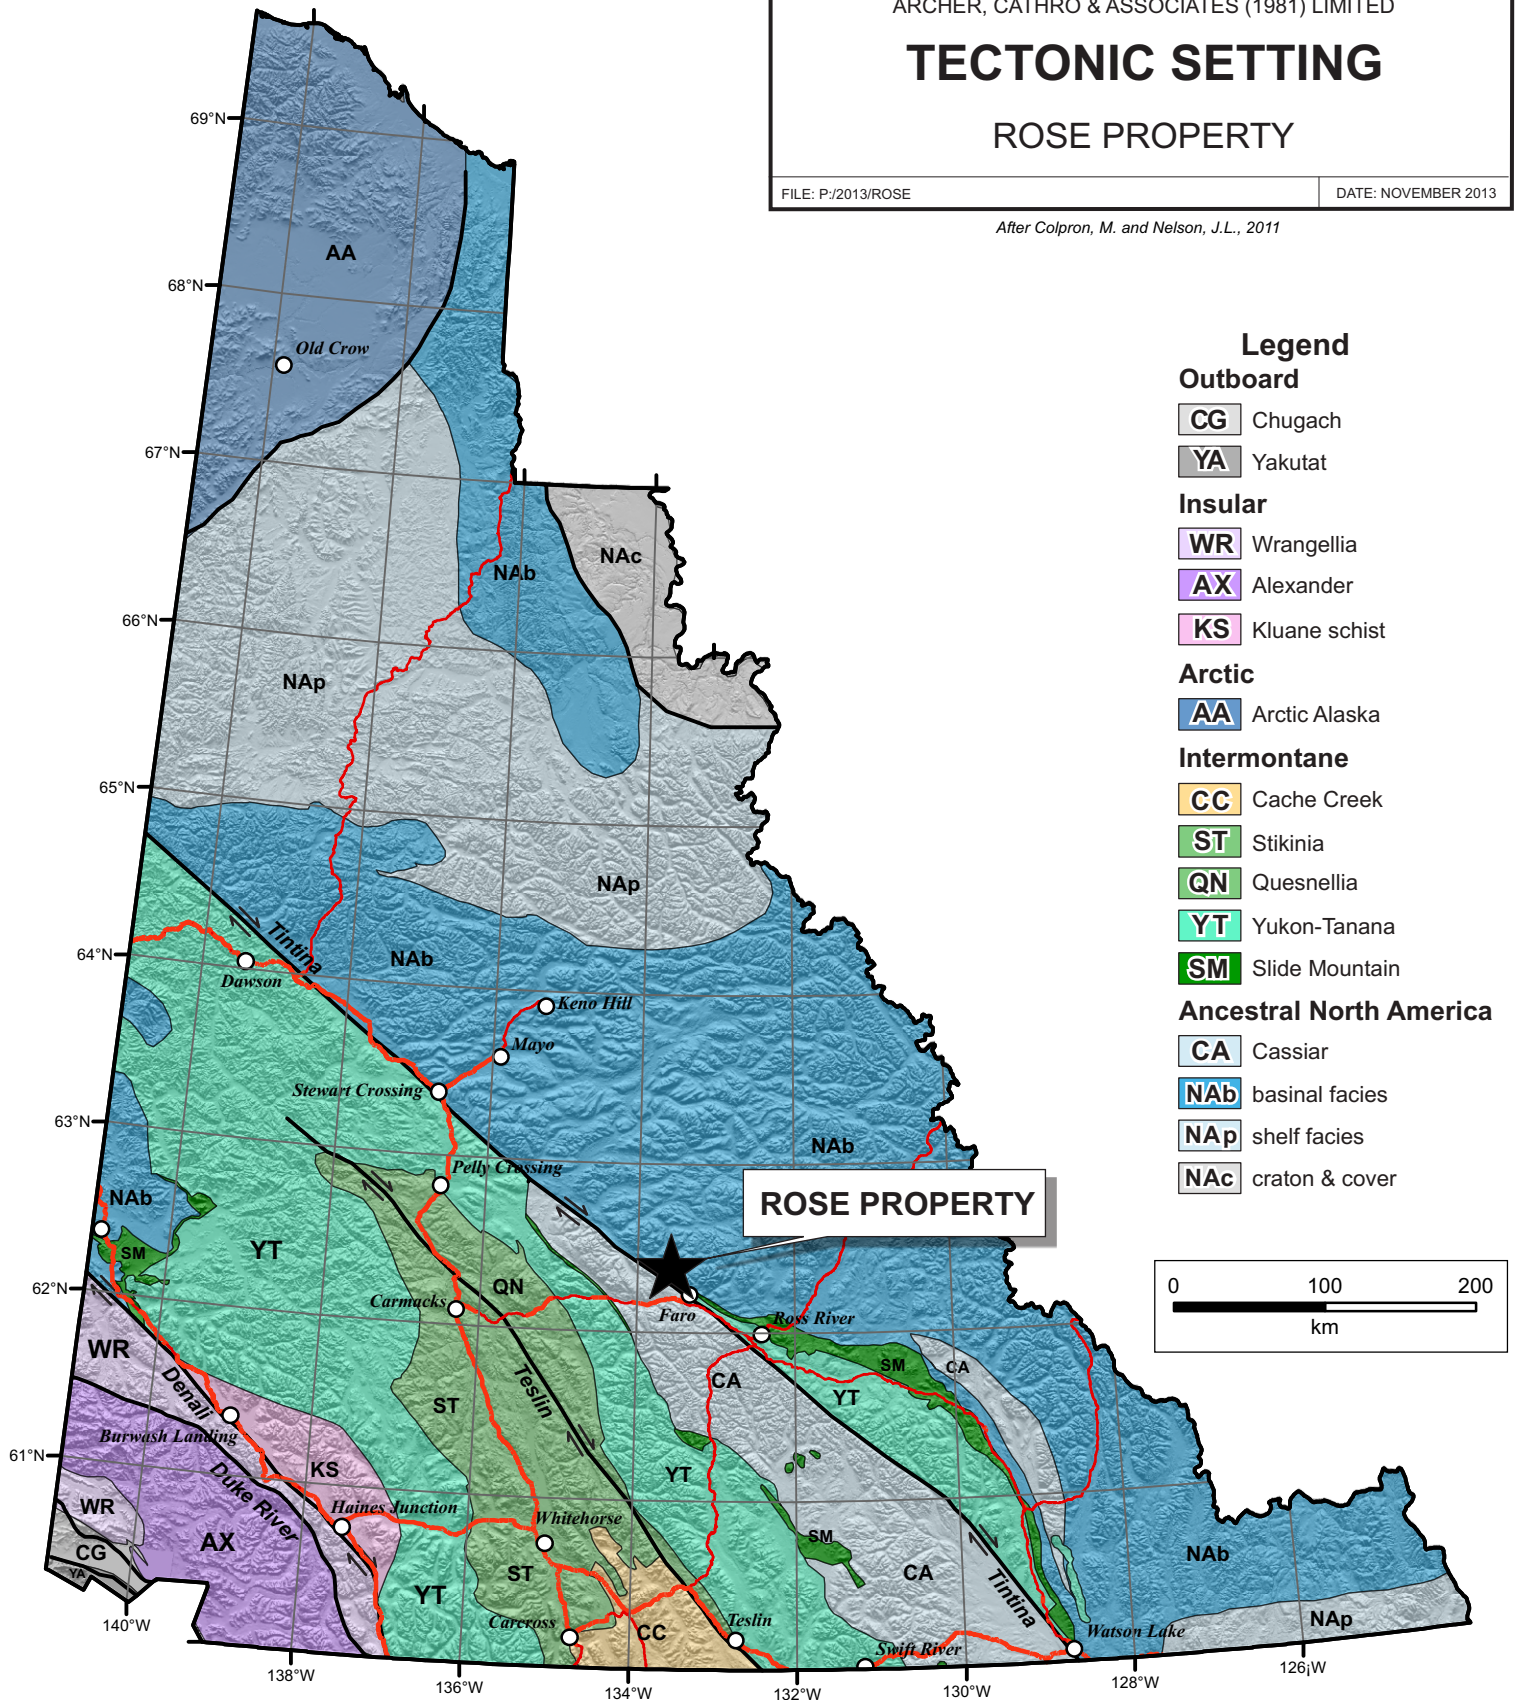 ARCHER, CATHRO & ASSOCIATES (1981) LIMITED
TECTONIC SETTING
ROSE PROPERTY
FILE: P:/2013/ROSE
DATE: NOVEMBER 2013
After Colpron, M. and Nelson, J.L., 2011
Legend
Outboard
CG Chugach
YA Yakutat
Insular
WR Wrangellia
AX Alexander
KS Kluane schist
Arctic
AA Arctic Alaska
Intermontane
CC Cache Creek
ST Stikinia
QN Quesnellia
YT Yukon-Tanana
SM Slide Mountain
Ancestral North America
CA Cassiar
NAb basinal facies
NAp shelf facies
NAc craton & cover
0 100 200
km
69°N
AA
68°N
Old Crow
67°N
NAc
NAb
66°N
NAp
65°N
NAp
Tintina
64°N
NAb
Dawson
Keno Hill
Mayo
Stewart Crossing
63°N
NAb
Pelly Crossing
NAb
ROSE PROPERTY
YT
SM
62°N
QN
Carmacks
Faro
Ross River
WR
SM
CA
Denali
Teslin
CA
YT
ST
Burwash Landing
61°N
KS
YT
Duke River
WR
Haines Junction
Whitehorse
SM
AX
CG
YA
NAb
ST
CA
YT
Tintina
140°W
Carcross
CC
Teslin
Swift River
Watson Lake
NAp
138°W
136°W
134°W
132°W
130°W
128°W
126°W